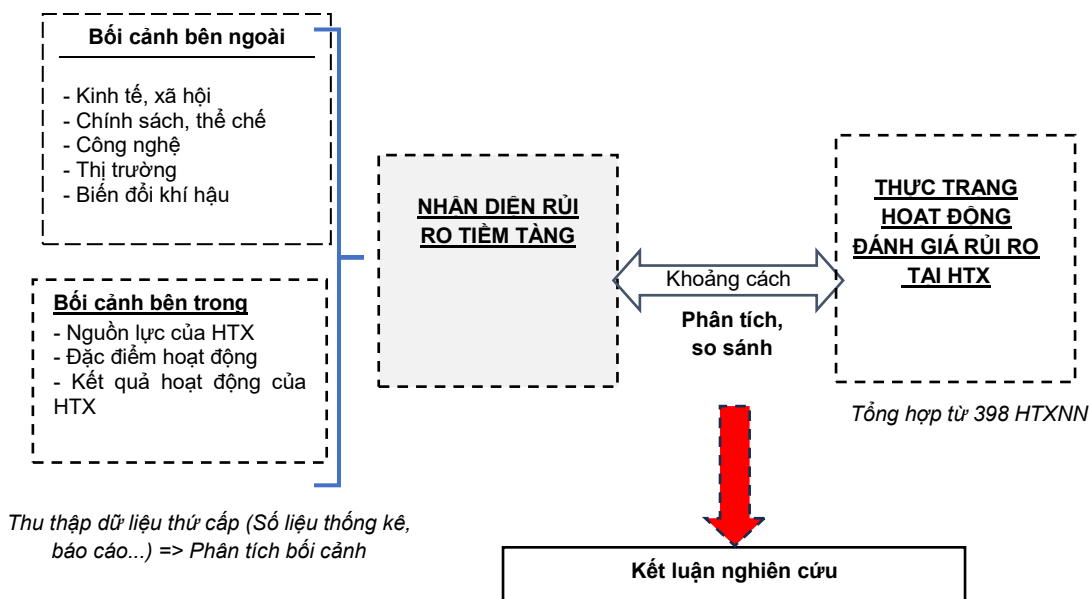 Bối cảnh bên ngoài
- Kinh tế, xã hội
- Chính sách, thể chế
- Công nghệ
- Thị trường
- Biến đổi khí hậu
Bối cảnh bên trong
- Nguồn lực của HTX
- Đặc điểm hoạt động
- Kết quả hoạt động của
HTX
Thu thập dữ liệu thứ cấp (Số liệu thống kê,
báo cáo...) => Phân tích bối cảnh
NHẬN DIỆN RỦI
RO TIỀM TÀNG
Khoảng cách
Phân tích,
so sánh
THỰC TRẠNG
HOẠT ĐỘNG
ĐÁNH GIÁ RỦI RO
TẠI HTX
Tổng hợp từ 398 HTXNN
Kết luận nghiên cứu